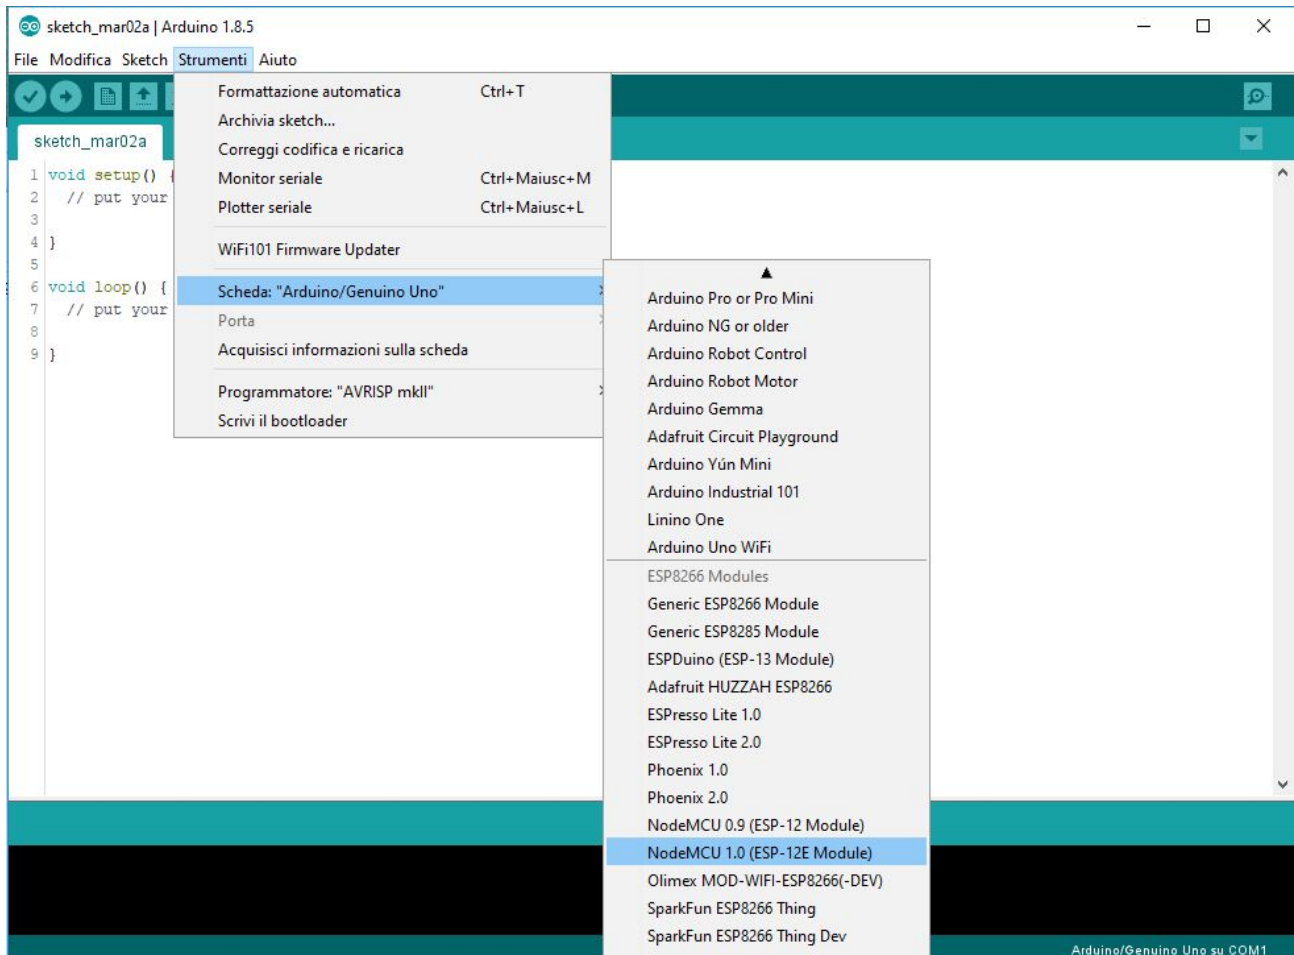 sketch_mar02a | Arduino 1.8.5
File Modifica Sketch Strumenti Aiuto
sketch_mar02a
1 void setup() {
2 // put your
3
4 }
5
6 void loop() {
7 // put your
8
9 }
Formattazione automatica Ctrl+T
Archivia sketch...
Correggi codifica e ricarica
Monitor seriale Ctrl+Maiusc+M
Plotter seriale Ctrl+Maiusc+L
WiFi101 Firmware Updater
Scheda: "Arduino/Genuino Uno"
Porta
Acquisisci informazioni sulla scheda
Programmatore: "AVRISP mkII"
Scrivi il bootloader
Arduino Pro or Pro Mini
Arduino NG or older
Arduino Robot Control
Arduino Robot Motor
Arduino Gemma
Adafruit Circuit Playground
Arduino Yún Mini
Arduino Industrial 101
Linino One
Arduino Uno WiFi
ESP8266 Modules
Generic ESP8266 Module
Generic ESP8285 Module
ESPDuino (ESP-13 Module)
Adafruit HUZZAH ESP8266
ESPresso Lite 1.0
ESPresso Lite 2.0
Phoenix 1.0
Phoenix 2.0
NodeMCU 0.9 (ESP-12 Module)
NodeMCU 1.0 (ESP-12E Module)
Olimex MOD-WIFI-ESP8266(-DEV)
SparkFun ESP8266 Thing
SparkFun ESP8266 Thing Dev
Arduino/Genuino Uno su COM1